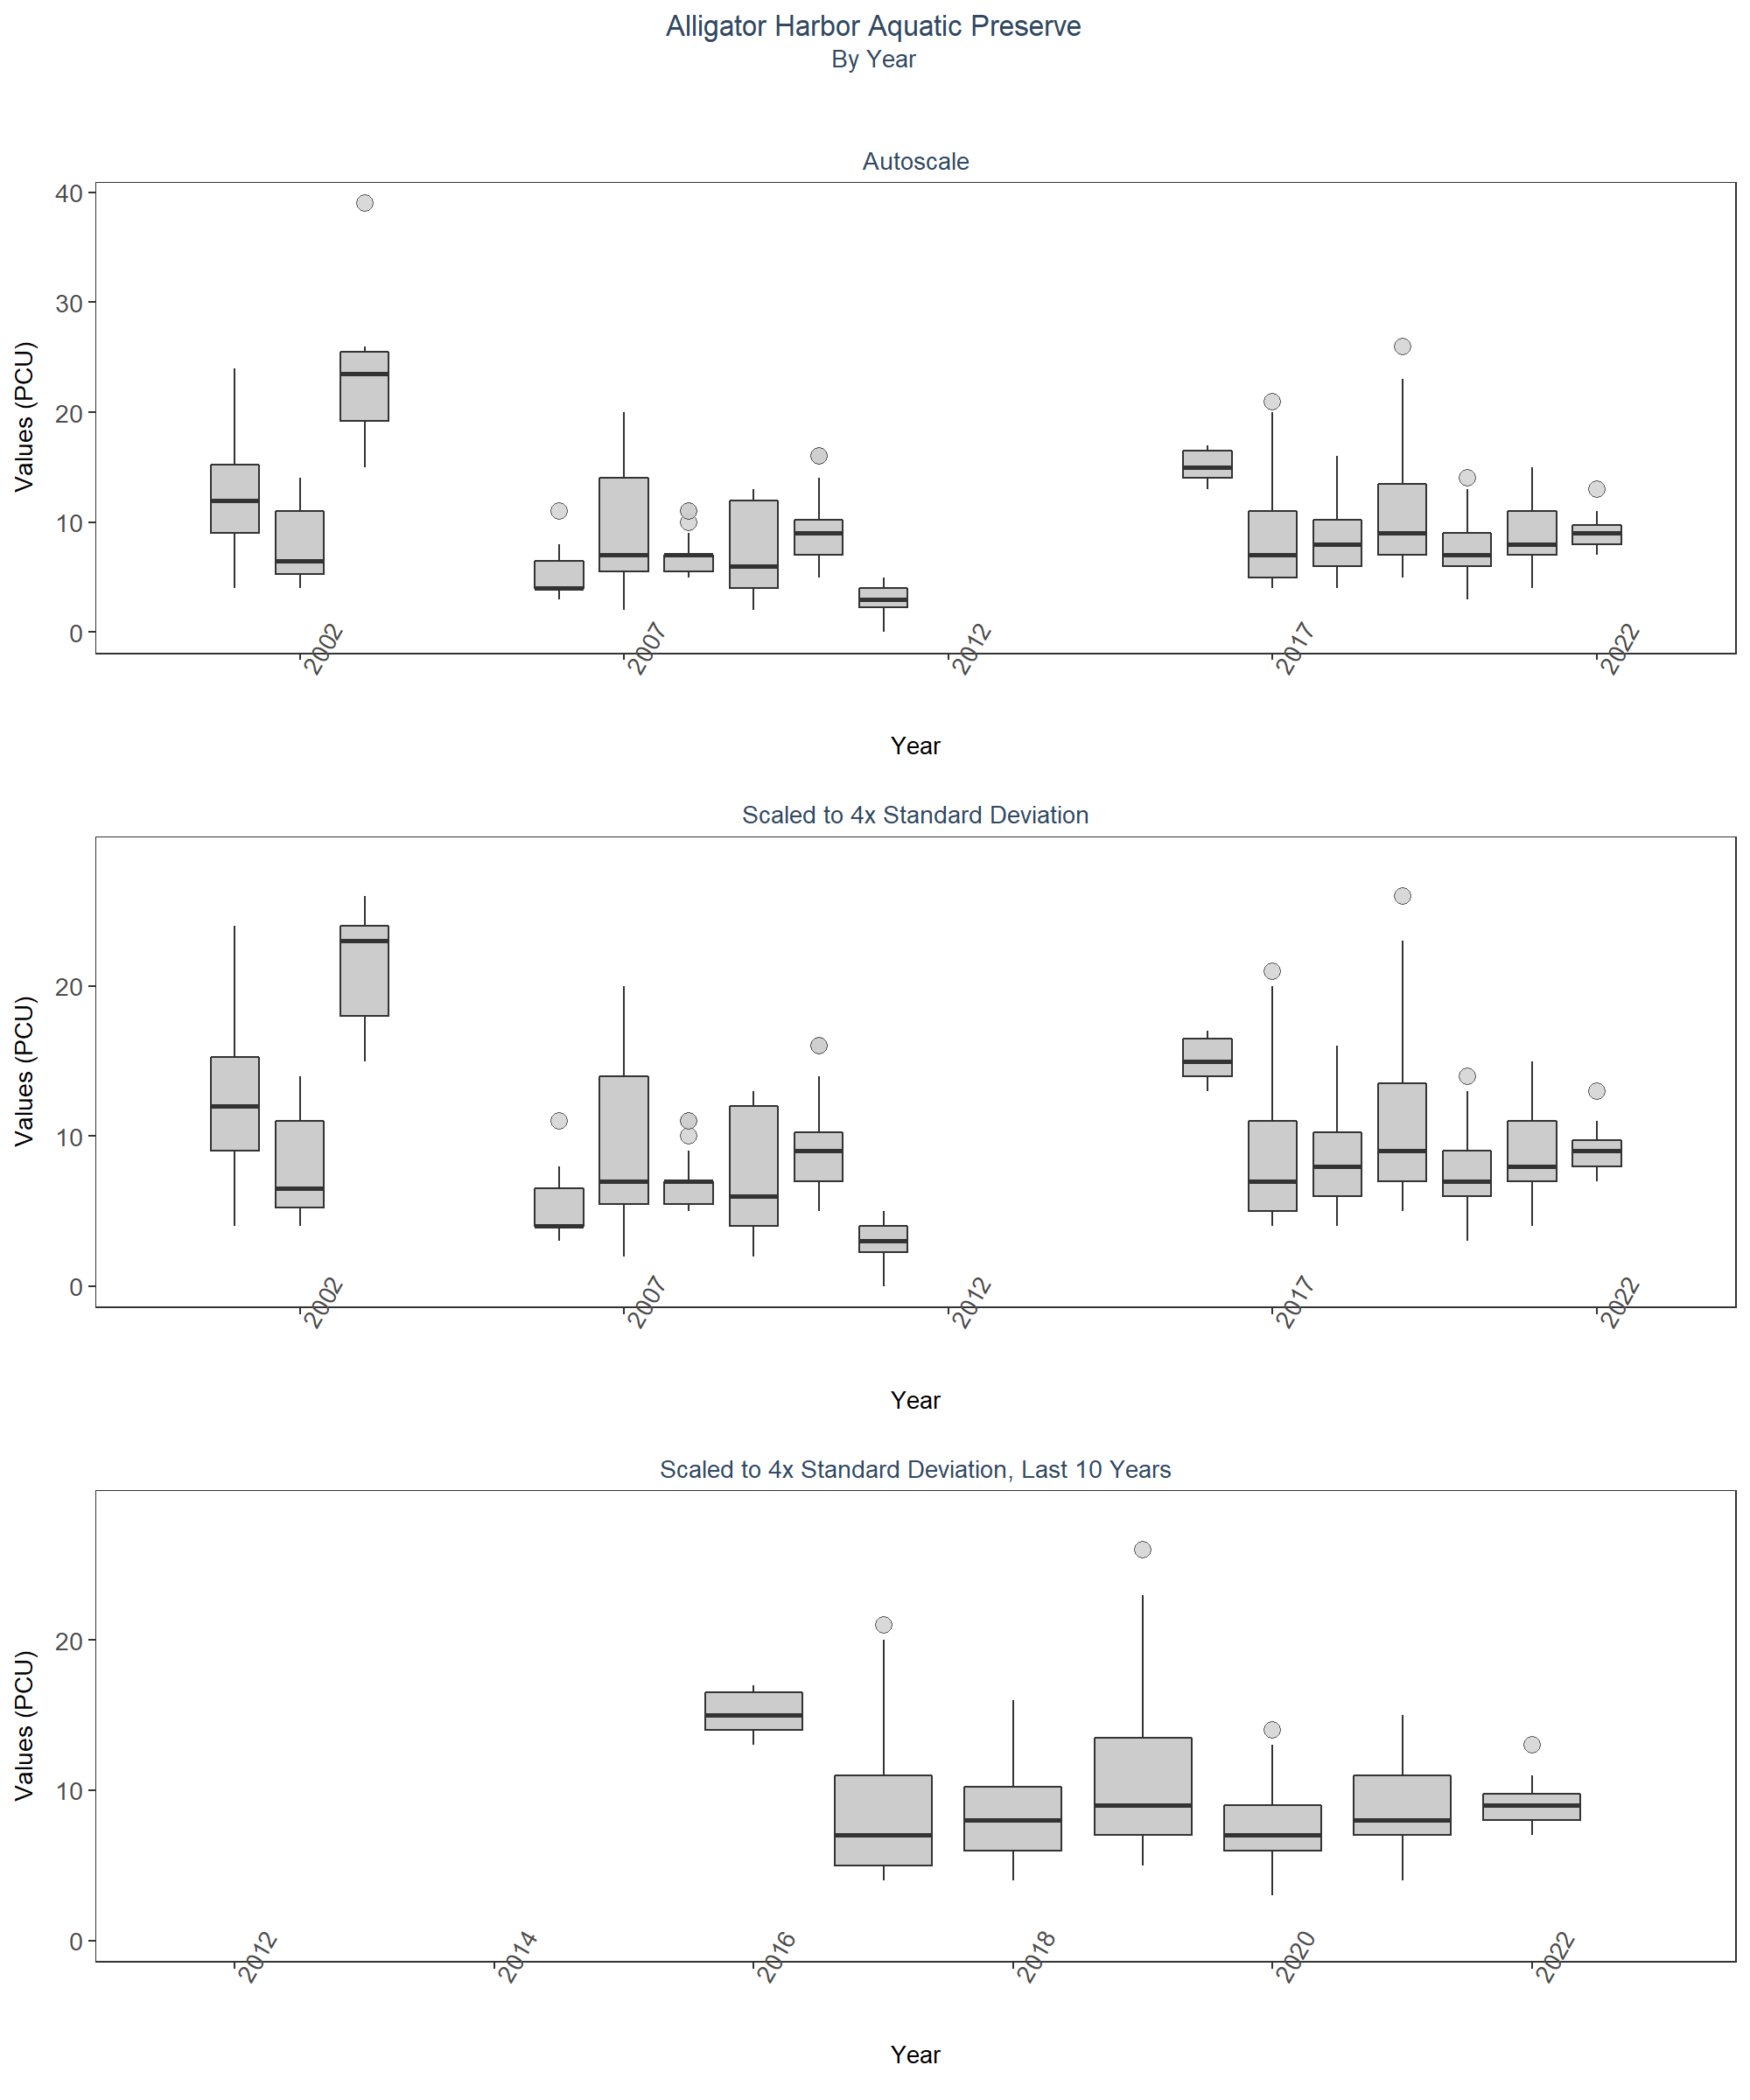 Alligator Harbor Aquatic Preserve
By Year
Autoscale
Values (PCU)
40
30
20
10
0
2002
2007
2012
2017
2022
Year
Scaled to 4x Standard Deviation
Values (PCU)
20
10
0
2002
2007
2012
2017
2022
Year
Scaled to 4x Standard Deviation, Last 10 Years
Values (PCU)
20
10
0
2012
2014
2016
2018
2020
2022
Year